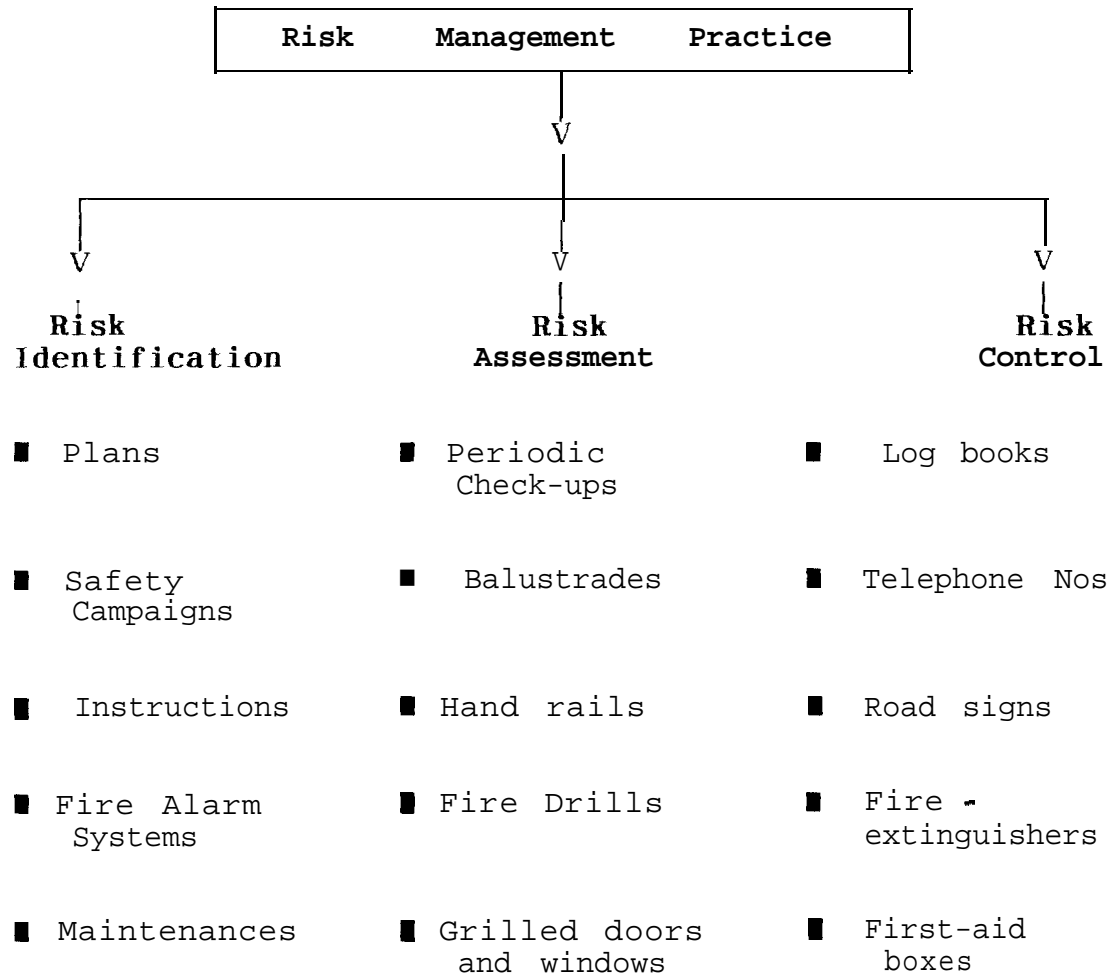 Risk Management Practice
Risk
Identification
Plans
Safety
Campaigns
Instructions
Fire Alarm
Systems
Maintenances
Risk
Assessment
Periodic
Check-ups
Balustrades
Hand rails
Fire Drills
Grilled doors
and windows
Risk
Control
Log books
Telephone Nos
Road signs
Fire -
extinguishers
First-aid
boxes